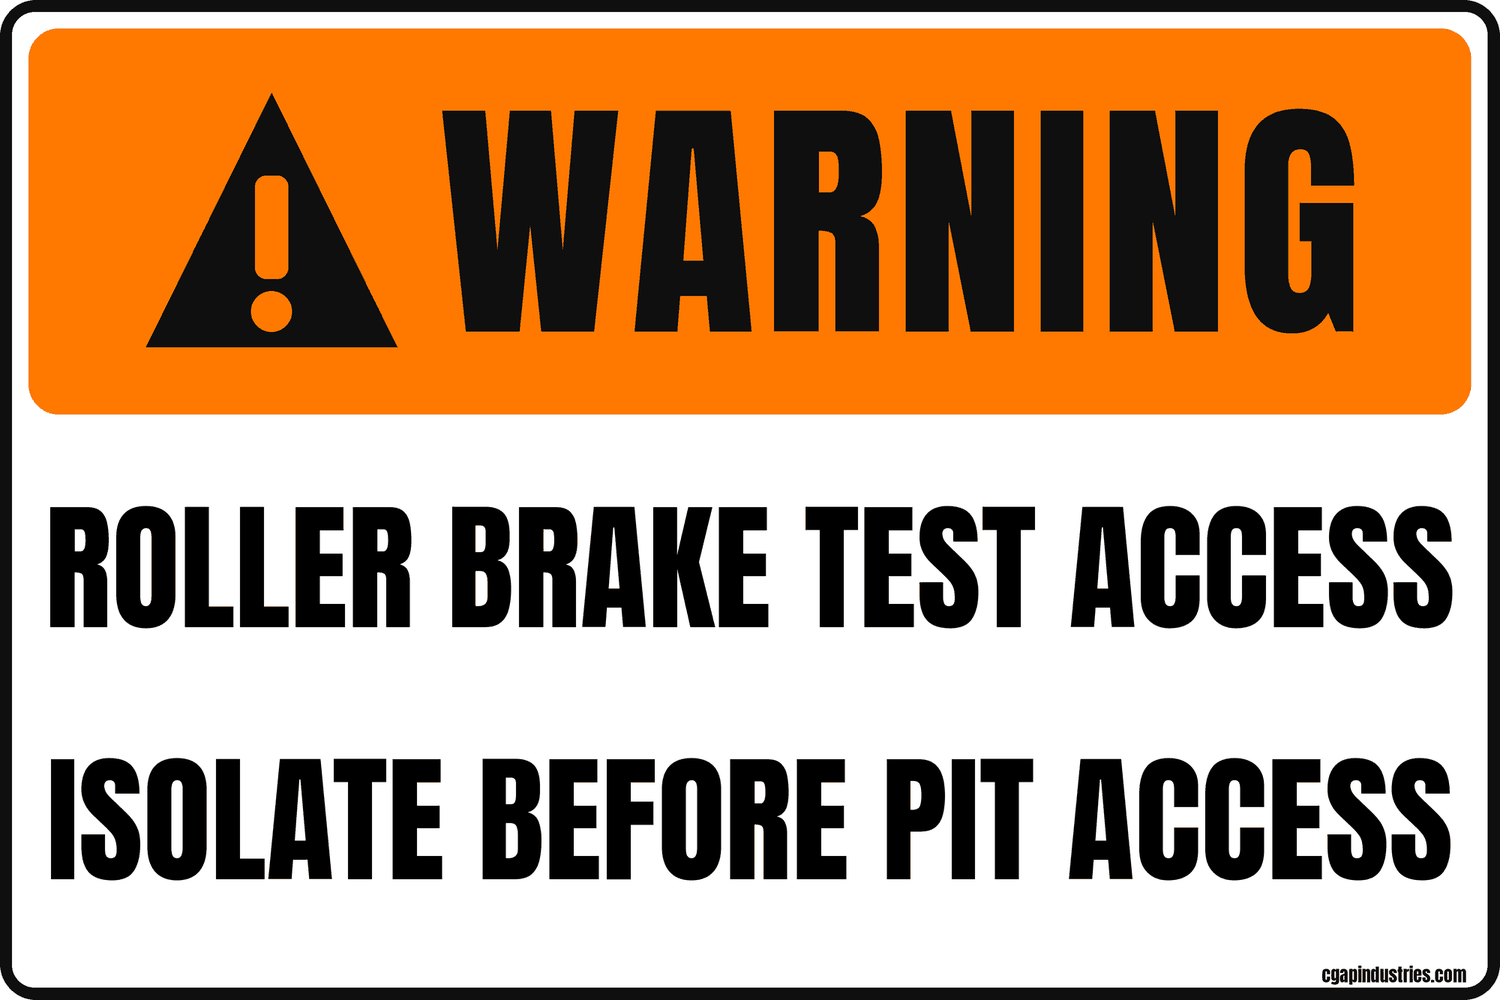 WARNING
ROLLER BRAKE TEST ACCESS
ISOLATE BEFORE PIT ACCESS
cgapindustries.com